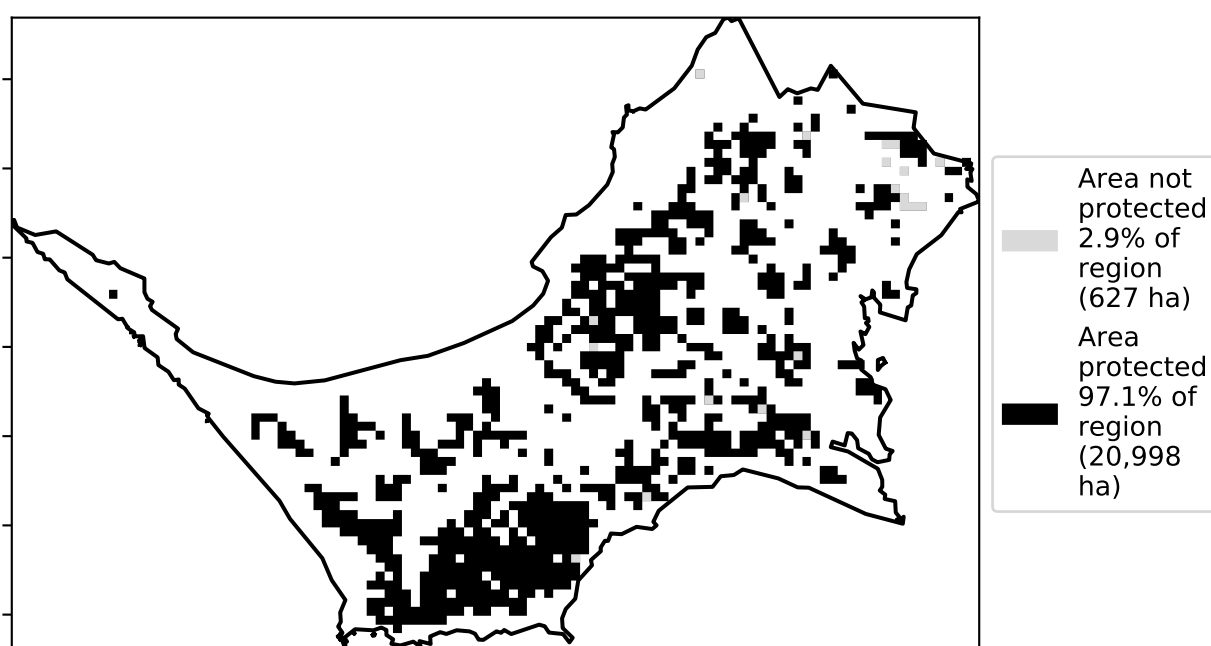 Area not
protected
2.9% of
region
(627 ha)
Area
protected
97.1% of
region
(20,998
ha)